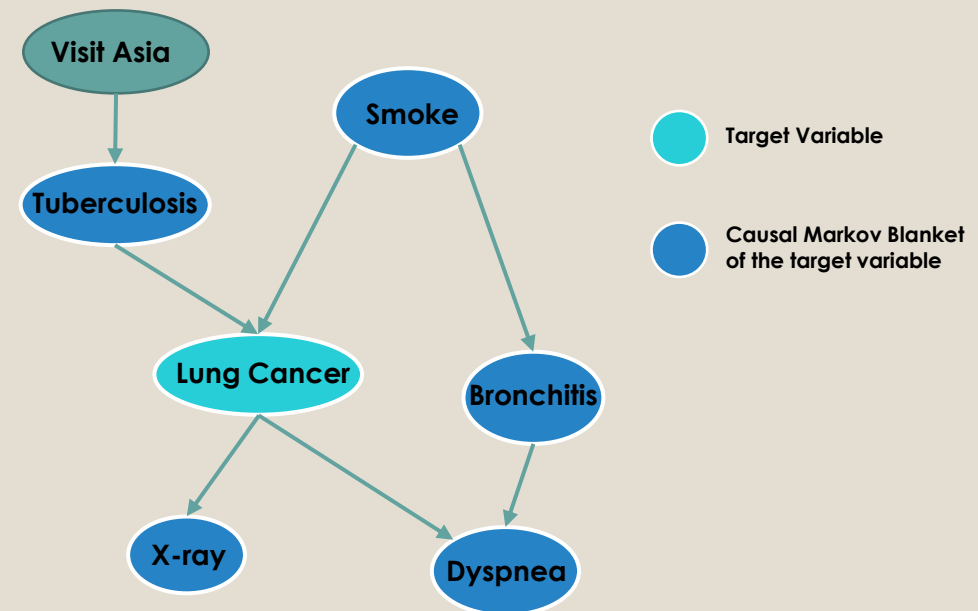 Visit Asia
Smoke
Target Variable
Tuberculosis
Causal Markov Blanket
of the target variable
Lung Cancer
Bronchitis
X-ray
Dyspnea